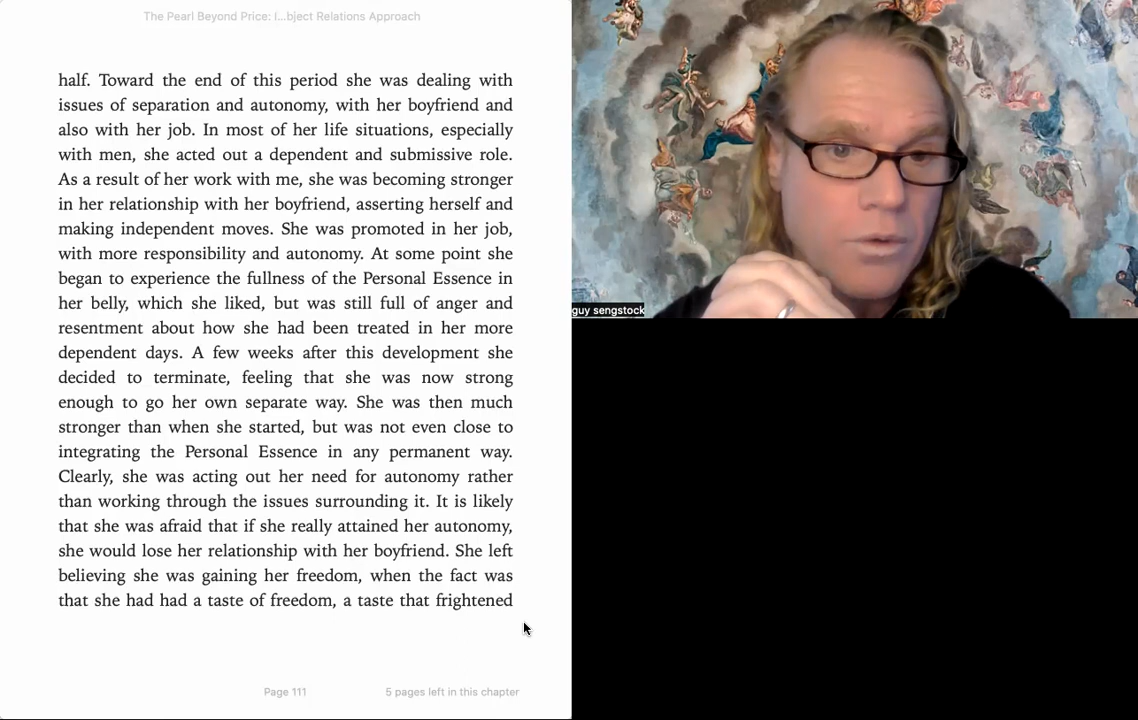 The Pearl Beyond Price: I...bject Relations Approach
half. Toward the end of this period she was dealing with
issues of separation and autonomy, with her boyfriend and
also with her job. In most of her life situations, especially
with men, she acted out a dependent and submissive role.
As a result of her work with me, she was becoming stronger
in her relationship with her boyfriend, asserting herself and
making independent moves. She was promoted in her job,
with more responsibility and autonomy. At some point she
began to experience the fullness of the Personal Essence in
her belly, which she liked, but was still full of anger and
resentment about how she had been treated in her more
dependent days. A few weeks after this development she
decided to terminate, feeling that she was now strong
enough to go her own separate way. She was then much
stronger than when she started, but was not even close to
integrating the Personal Essence in any permanent way.
Clearly, she was acting out her need for autonomy rather
than working through the issues surrounding it. It is likely
that she was afraid that if she really attained her autonomy,
she would lose her relationship with her boyfriend. She left
believing she was gaining her freedom, when the fact was
that she had had a taste of freedom, a taste that frightened
Page 111
5 pages left in this chapter
guy sengstock